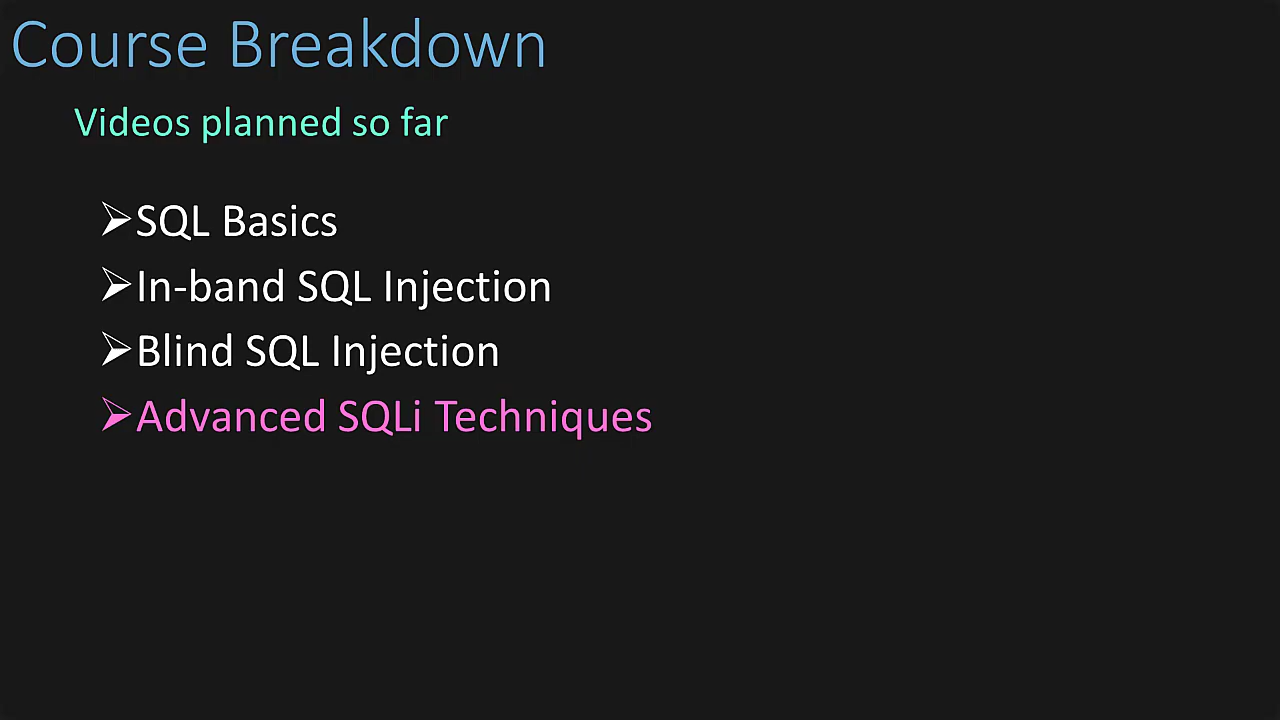 Course Breakdown
Videos planned so far
➢SQL Basics
➢In-band SQL Injection
➢Blind SQL Injection
➢Advanced SQLi Techniques